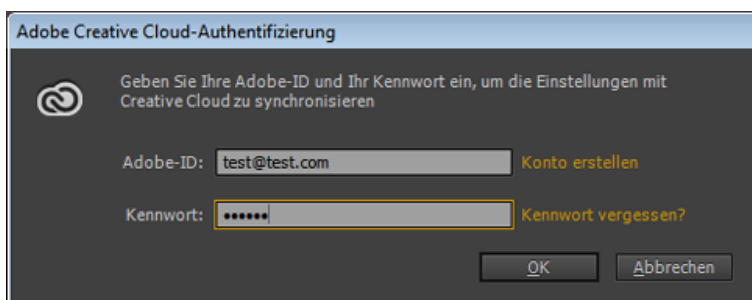 Adobe Creative Cloud-Authentifizierung
Geben Sie Ihre Adobe-ID und Ihr Kennwort ein, um die Einstellungen mit
Creative Cloud zu synchronisieren
Adobe-ID: test@test.com Konto erstellen
Kennwort: •••••• Kennwort vergessen?
OK Abbrechen